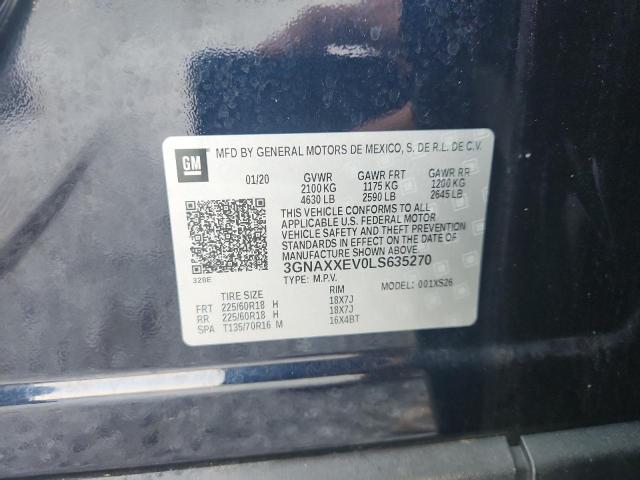 GM
MFD BY GENERAL MOTORS DE MEXICO, S. DE R.L. DE C.V.
01/20 GVWR GAWR FRT GAWR RR
2100 KG 1175 KG 1200 KG
4630 LB 2590 LB 2645 LB
THIS VEHICLE CONFORMS TO ALL
APPLICABLE U.S. FEDERAL MOTOR
VEHICLE SAFETY AND THEFT
PREVENTION STANDARDS IN
EFFECT ON THE DATE OF
MANUFACTURE SHOWN ABOVE.
3GNAXXEV0LS635270
TYPE: M.P.V. MODEL: 001XS26
328E
TIRE SIZE RIM
FRT 225/60R18 H 18X7J
RR 225/60R18 H 18X7J
SPA T135/70R16 M 16X4BT